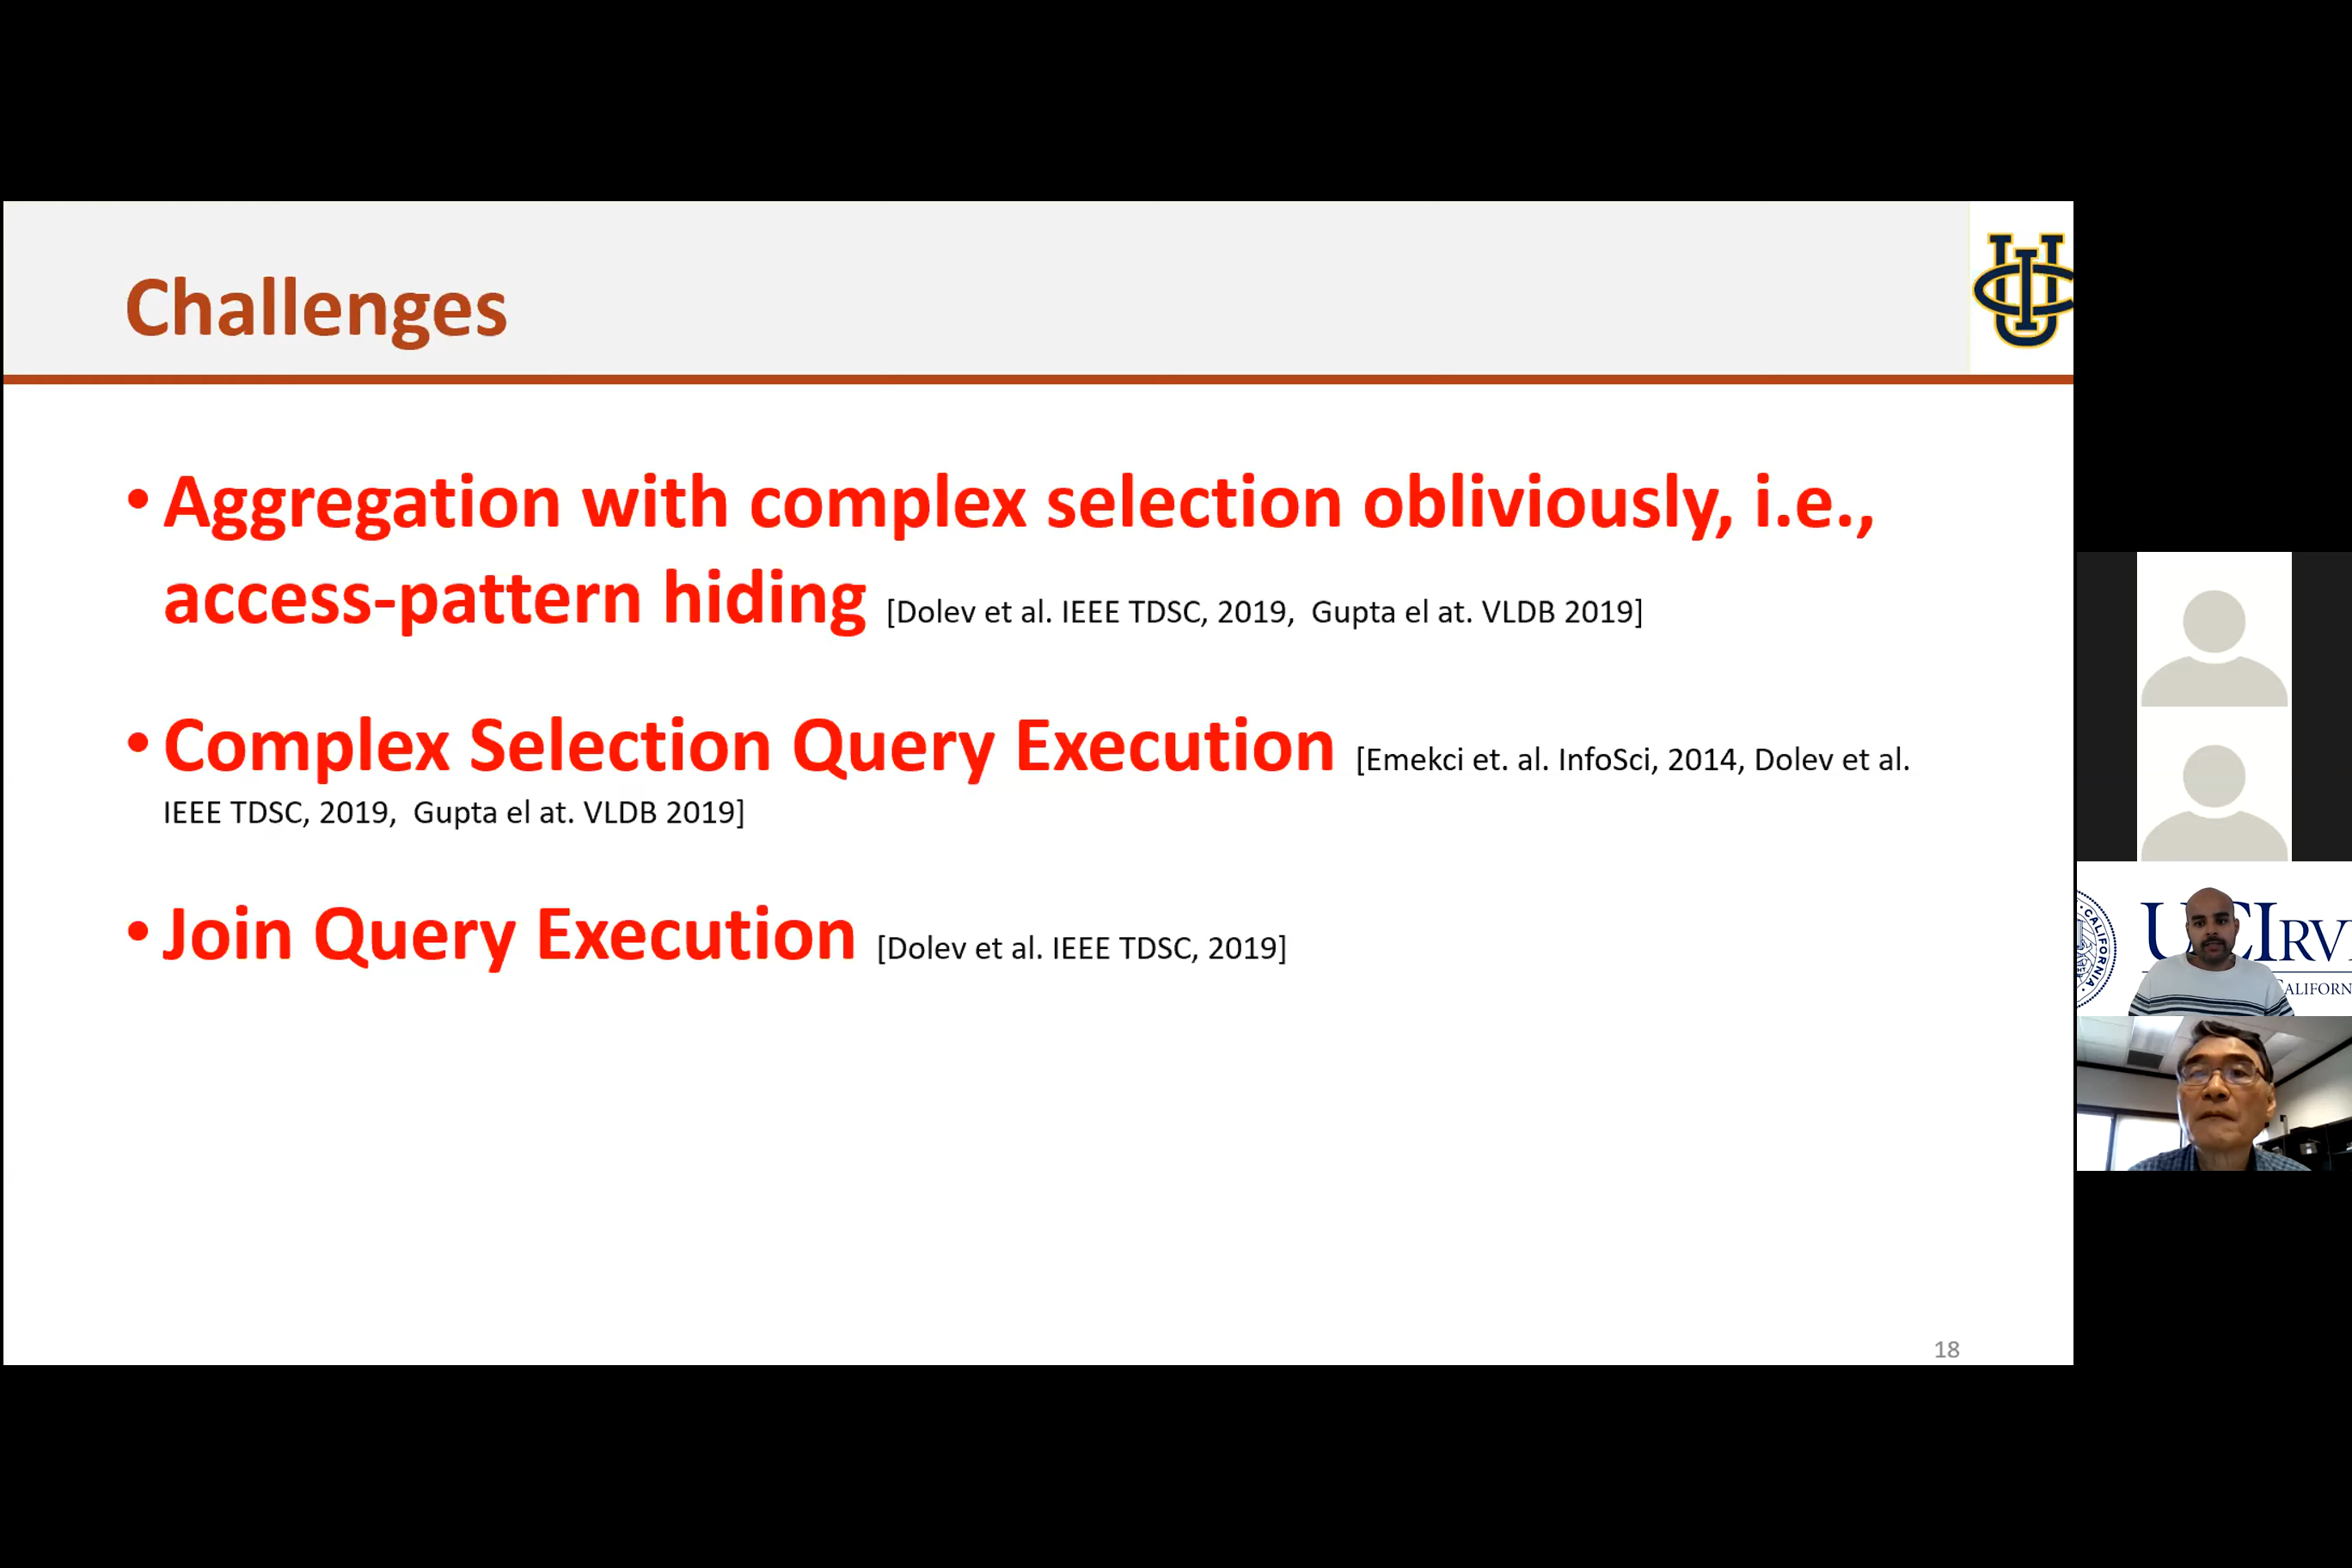 Challenges
• Aggregation with complex selection obliviously, i.e.,
access-pattern hiding [Dolev et al. IEEE TDSC, 2019, Gupta el at. VLDB 2019]
• Complex Selection Query Execution [Emekci et. al. InfoSci, 2014, Dolev et al.
IEEE TDSC, 2019, Gupta el at. VLDB 2019]
• Join Query Execution [Dolev et al. IEEE TDSC, 2019]
18
UCI
CALIFORNIA